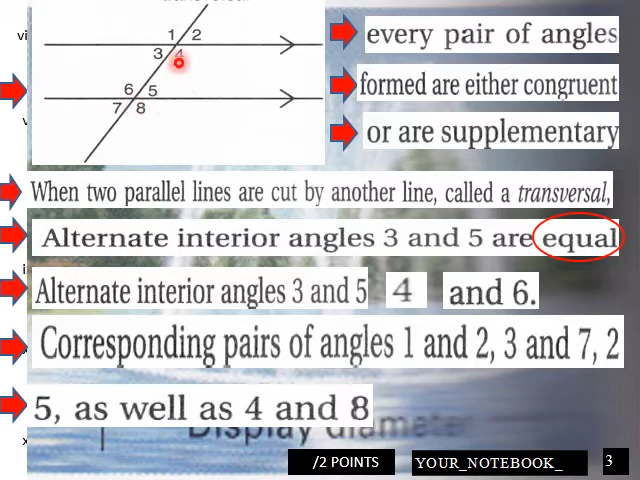 1 2
3 4
6 5
7 8
every pair of angles
formed are either congruent
or are supplementary
When two parallel lines are cut by another line, called a transversal,
Alternate interior angles 3 and 5 are equal
Alternate interior angles 3 and 5 4 and 6.
Corresponding pairs of angles 1 and 2, 3 and 7, 2
5, as well as 4 and 8
Display diameter
/2 POINTS YOUR_NOTEBOOK_ 3